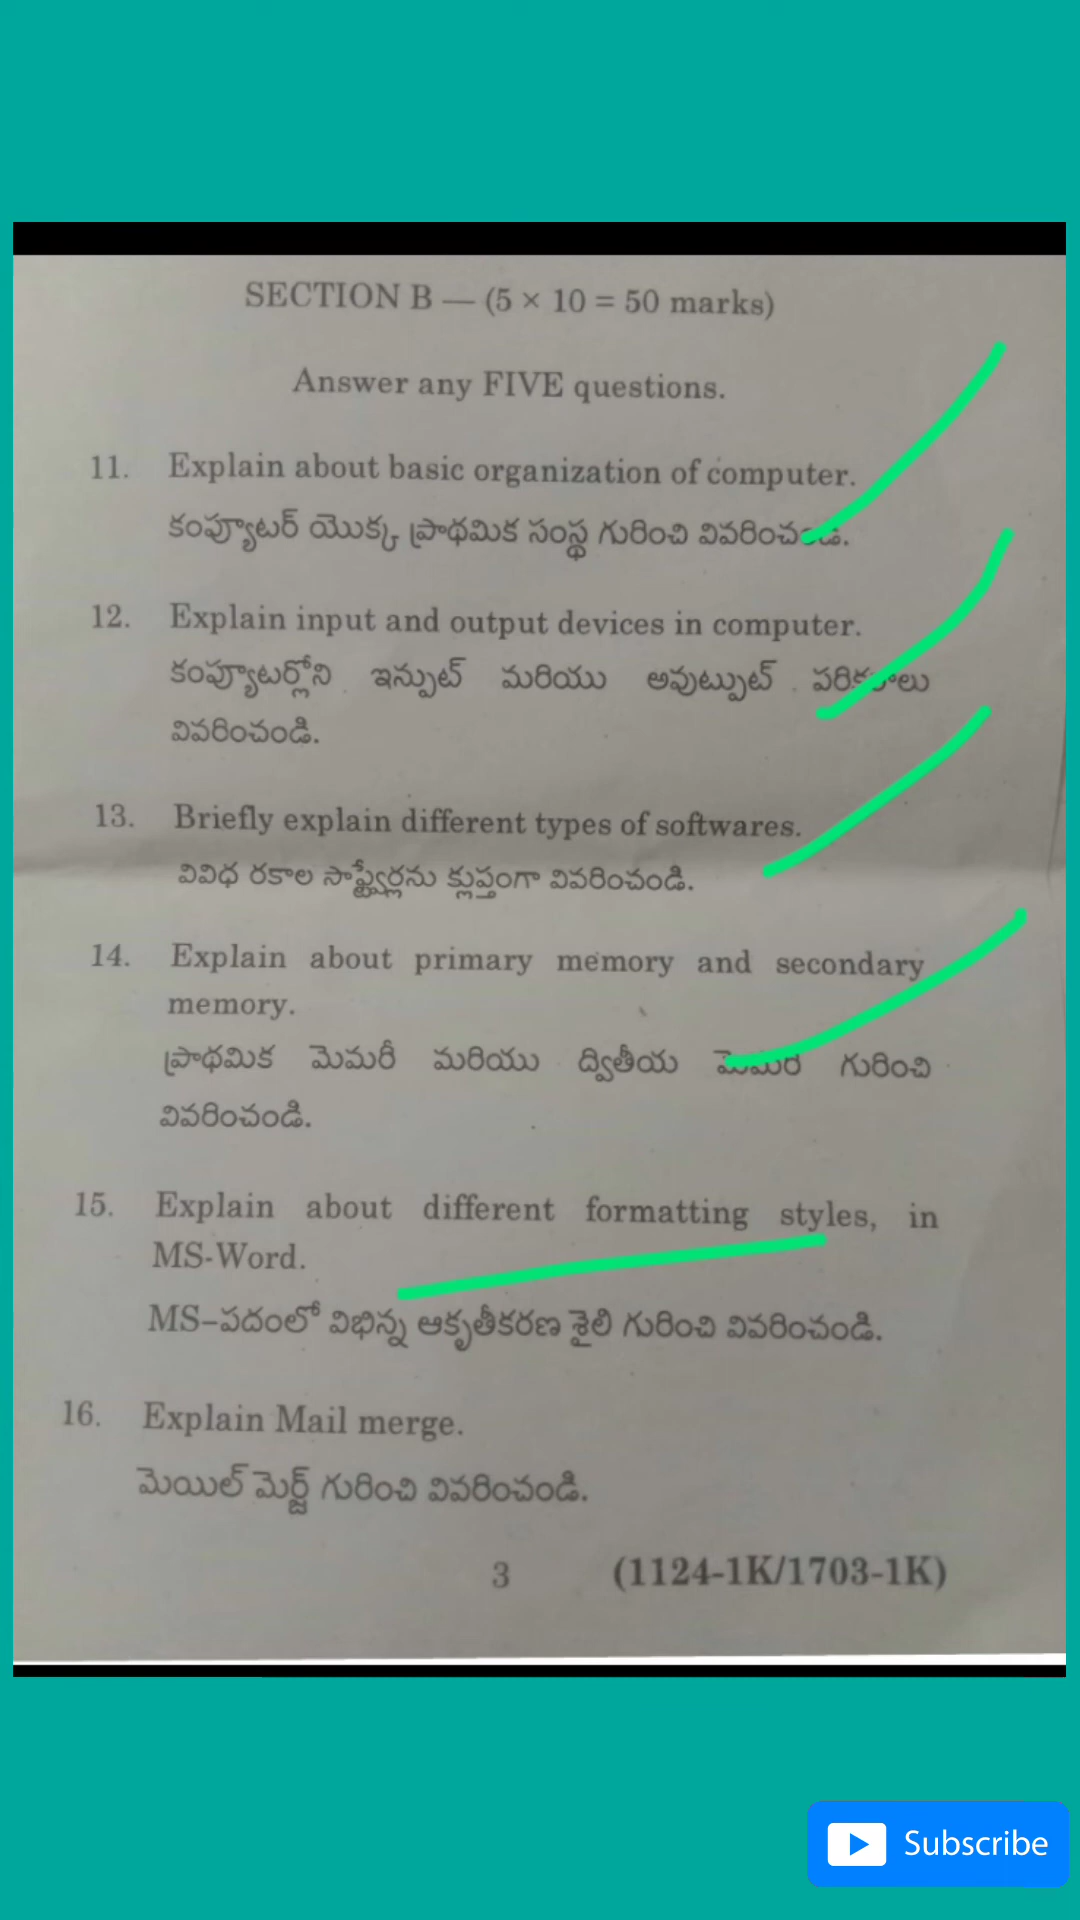 SECTION B — (5 × 10 = 50 marks)
Answer any FIVE questions.
11. Explain about basic organization of computer.
కంప్యూటర్ యొక్క ప్రాథమిక సంస్థ గురించి వివరించండి.
12. Explain input and output devices in computer.
కంప్యూటర్లోని ఇన్పుట్ మరియు అవుట్పుట్ పరికరాలు
వివరించండి.
13. Briefly explain different types of softwares.
వివిధ రకాల సాఫ్ట్వేర్లను క్లుప్తంగా వివరించండి.
14. Explain about primary memory and secondary
memory.
ప్రాథమిక మెమరీ మరియు ద్వితీయ మెమరీ గురించి
వివరించండి.
15. Explain about different formatting styles, in
MS-Word.
MS–పదంలో విభిన్న ఆకృతీకరణ శైలి గురించి వివరించండి.
16. Explain Mail merge.
మెయిల్ మెర్జ్ గురించి వివరించండి.
3 (1124-1K/1703-1K)
Subscribe